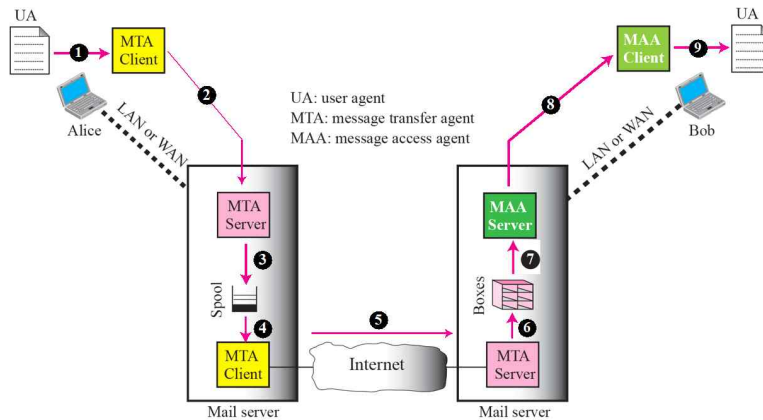 UA
1
MTA
Client
2
Alice
LAN or WAN
UA: user agent
MTA: message transfer agent
MAA: message access agent
MTA
Server
3
Spool
4
MTA
Client
Mail server
5
Internet
MTA
Server
Mail server
6
Boxes
7
MAA
Server
8
MAA
Client
9
UA
Bob
LAN or WAN